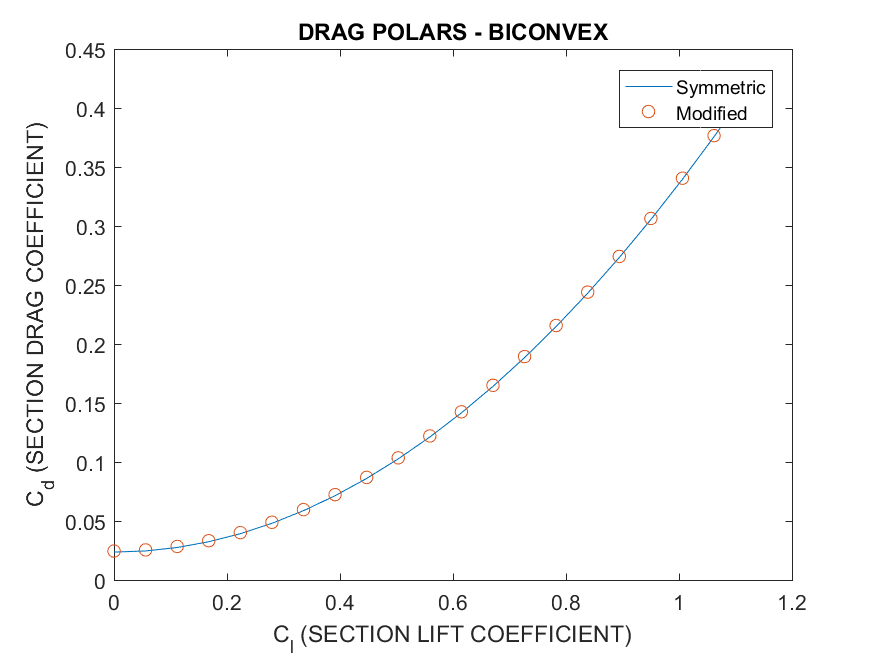 DRAG POLARS - BICONVEX
Symmetric
Modified
0.45
0.4
0.35
0.3
0.25
0.2
0.15
0.1
0.05
0
C_d (SECTION DRAG COEFFICIENT)
0 0.2 0.4 0.6 0.8 1 1.2
C_l (SECTION LIFT COEFFICIENT)